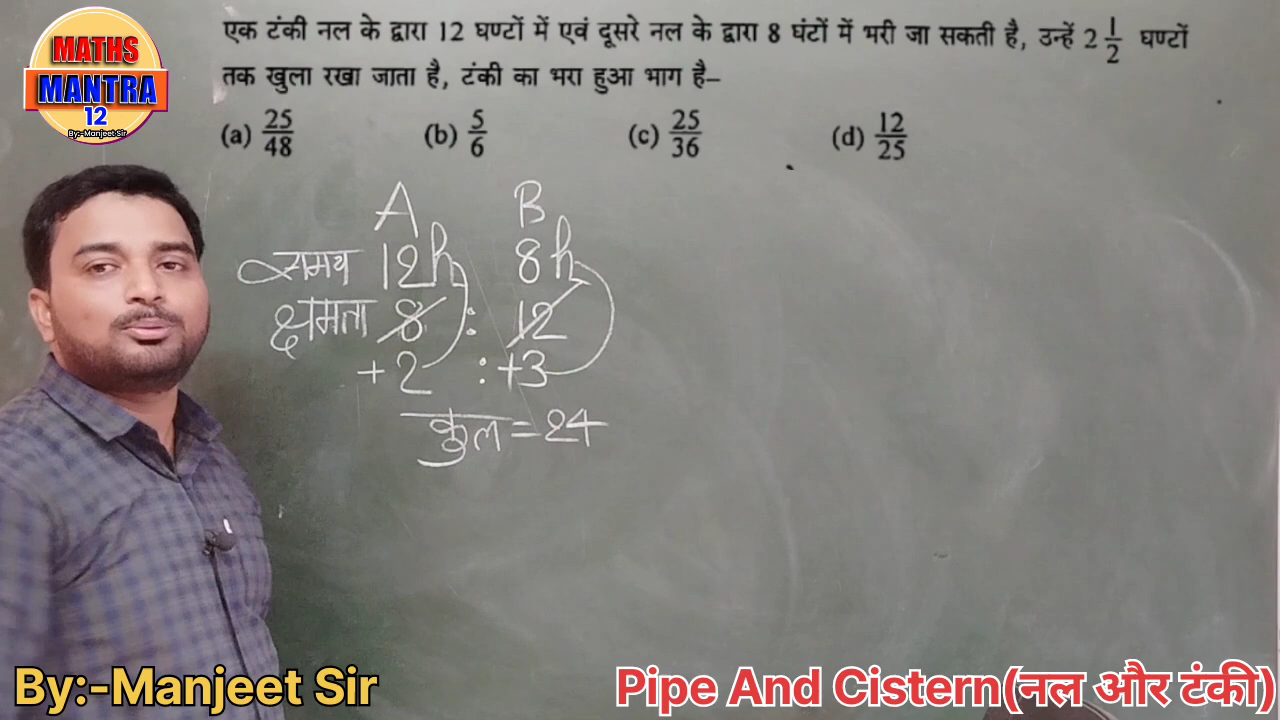 MATHS
MANTRA
12
By:-Manjeet Sir
एक टंकी नल के द्वारा 12 घण्टों में एवं दूसरे नल के द्वारा 8 घंटों में भरी जा सकती है, उन्हें 2 1/2 घण्टों
तक खुला रखा जाता है, टंकी का भरा हुआ भाग है–
(a) 25/48 (b) 5/6 (c) 25/36 (d) 12/25
A B
समय 12h 8h
क्षमता 8 : 12
+2 : +3
कुल = 24
By:-Manjeet Sir
Pipe And Cistern(नल और टंकी)